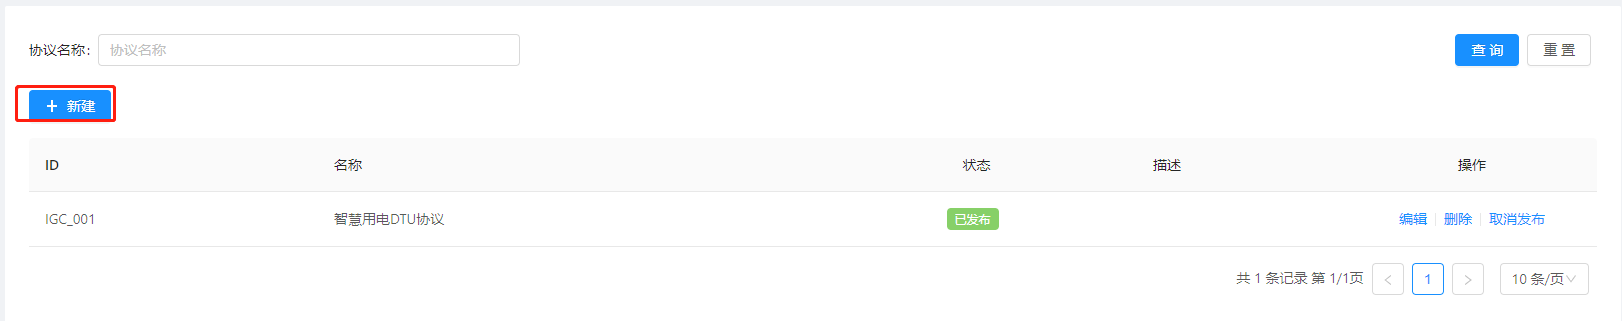 协议名称: 协议名称 查 询 重 置
+ 新建
ID 名称 状态 描述 操作
IGC_001 智慧用电DTU协议 已发布 编辑 删除 取消发布
共 1 条记录 第 1/1页 < 1 > 10 条/页